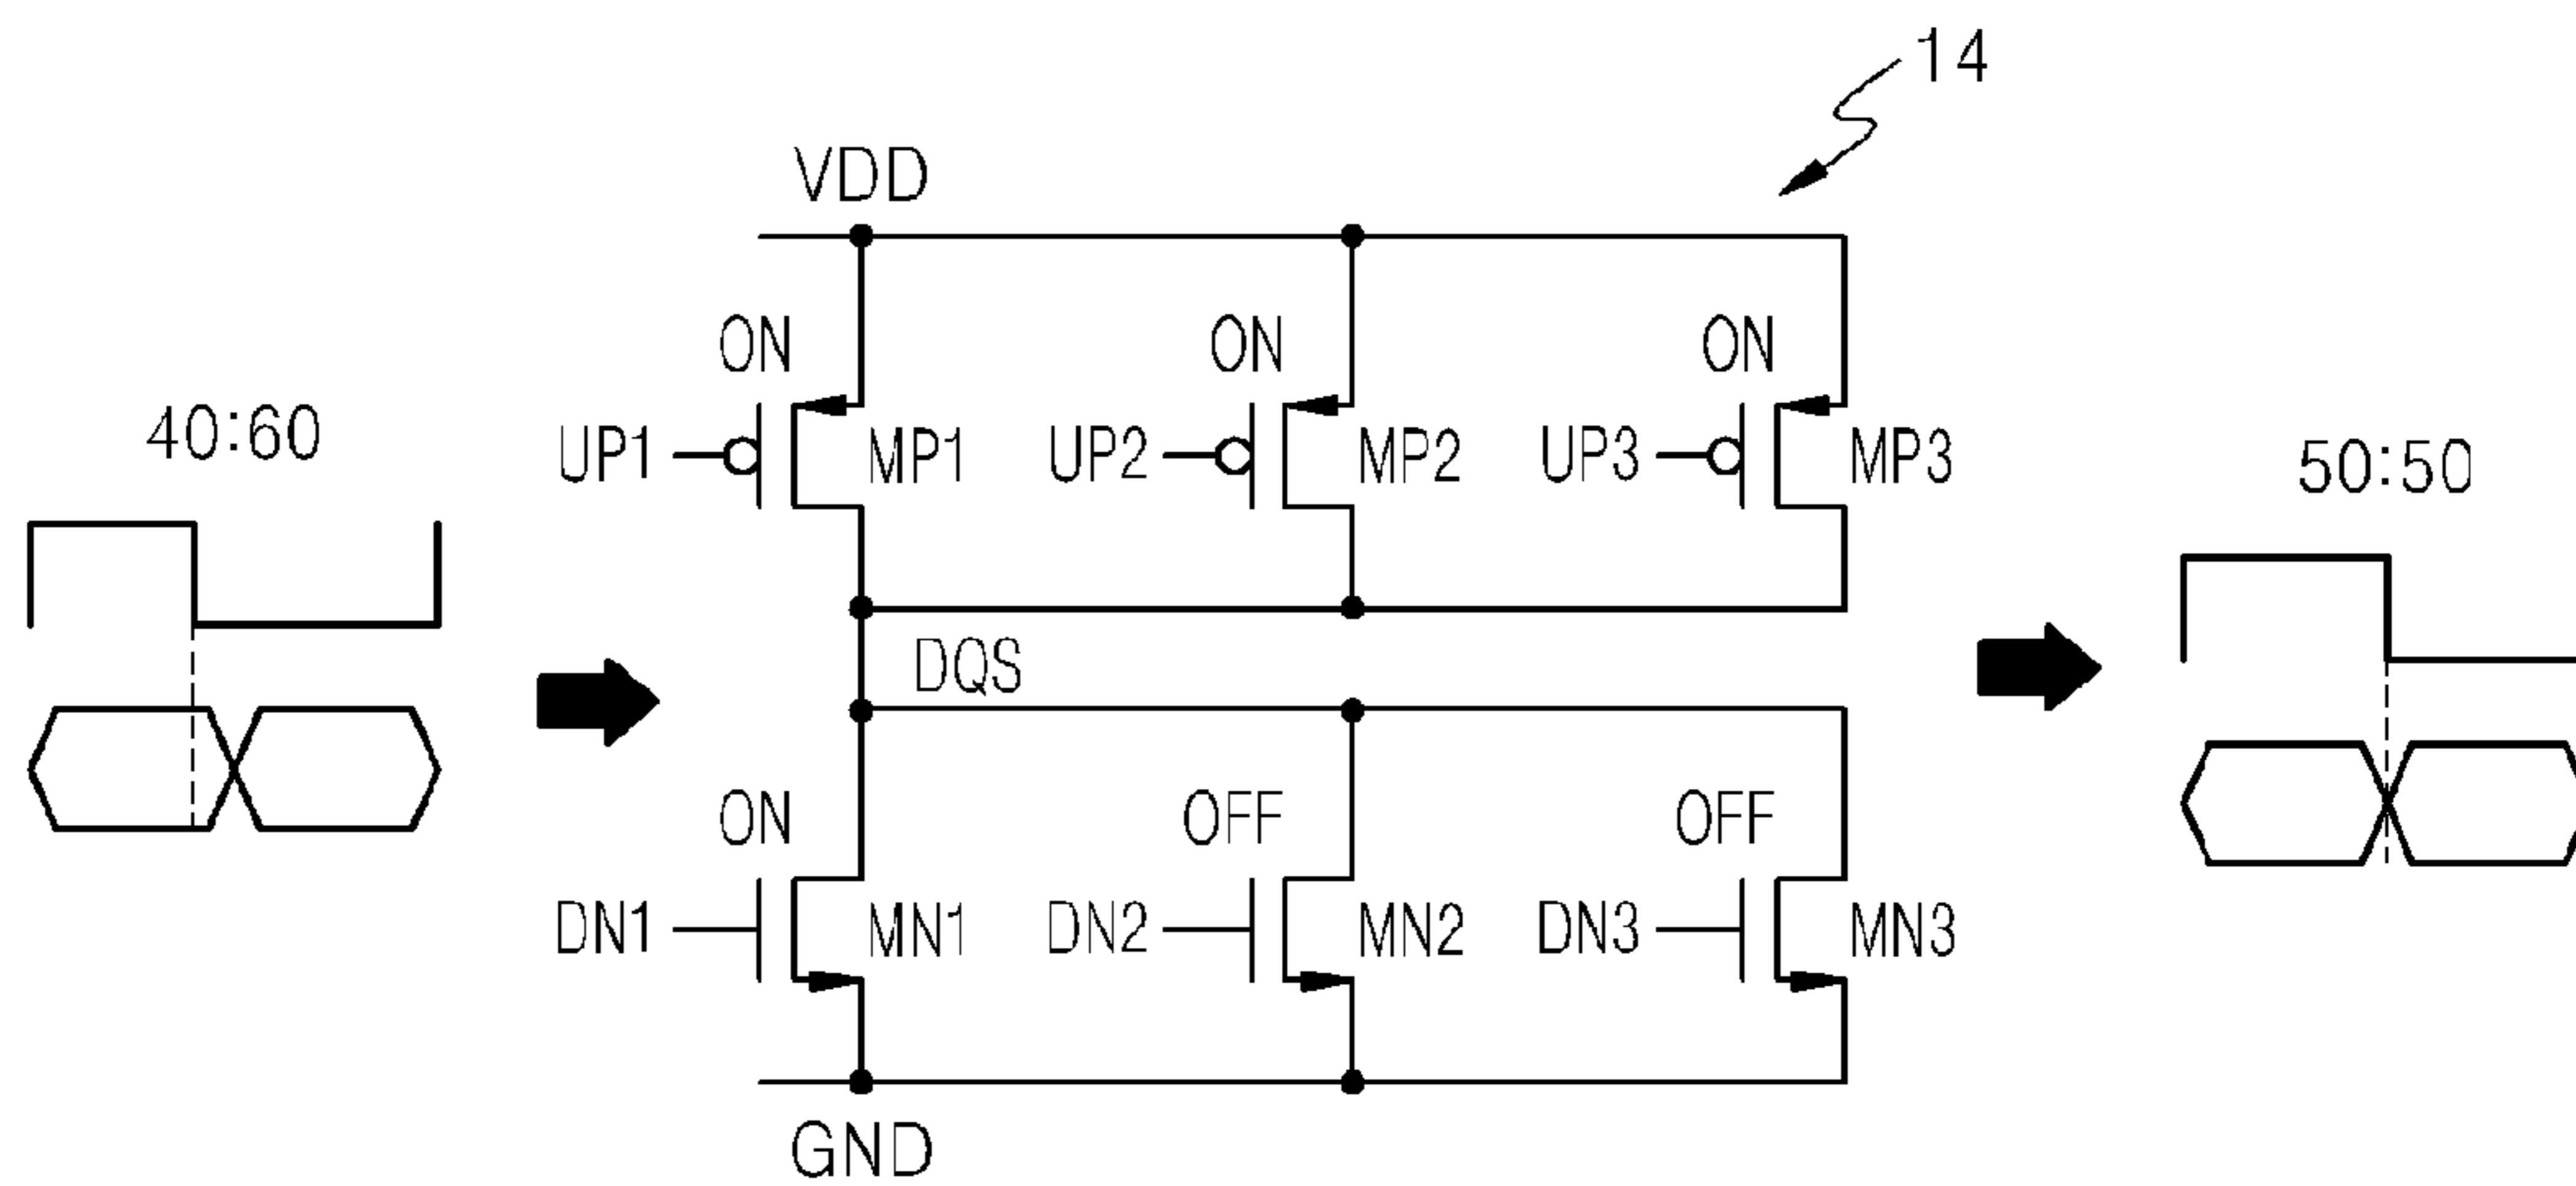 14
VDD
ON ON ON
40:60
UP1 MP1 UP2 MP2 UP3 MP3
50:50
DQS
ON OFF OFF
DN1 MN1 DN2 MN2 DN3 MN3
GND